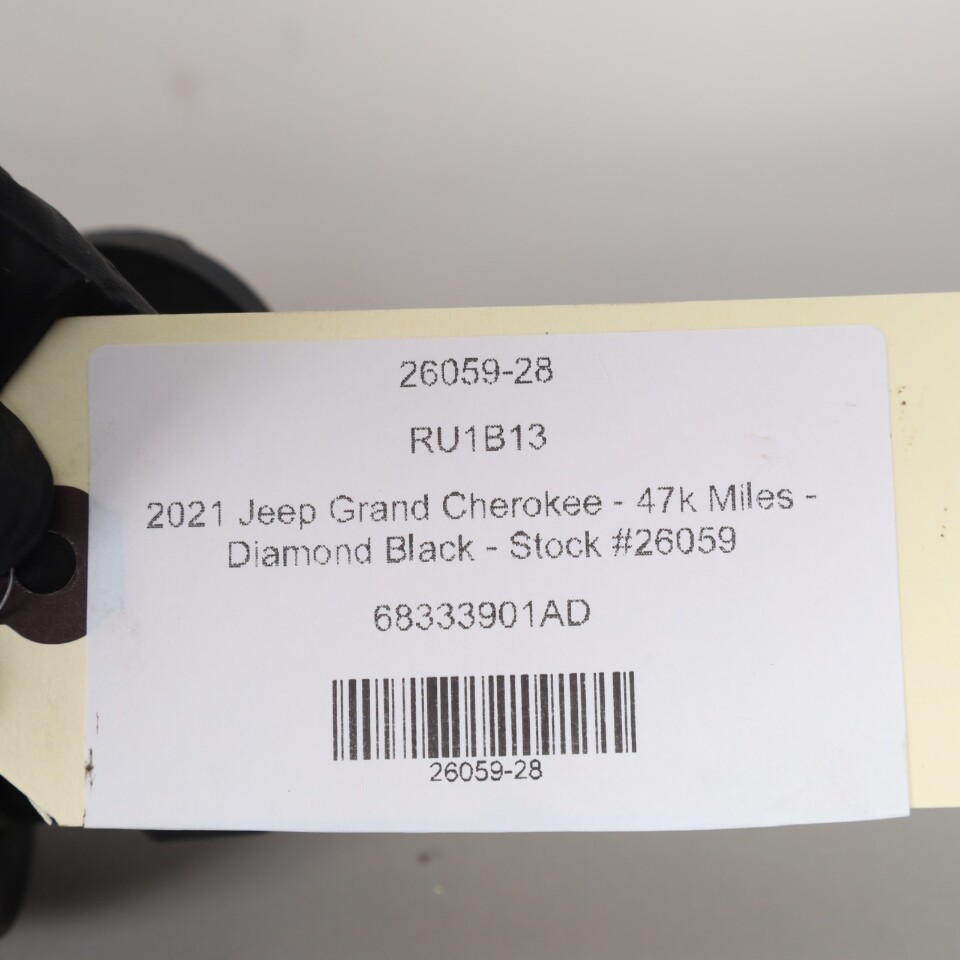 26059-28
RU1B13
2021 Jeep Grand Cherokee - 47k Miles -
Diamond Black - Stock #26059
68333901AD
26059-28